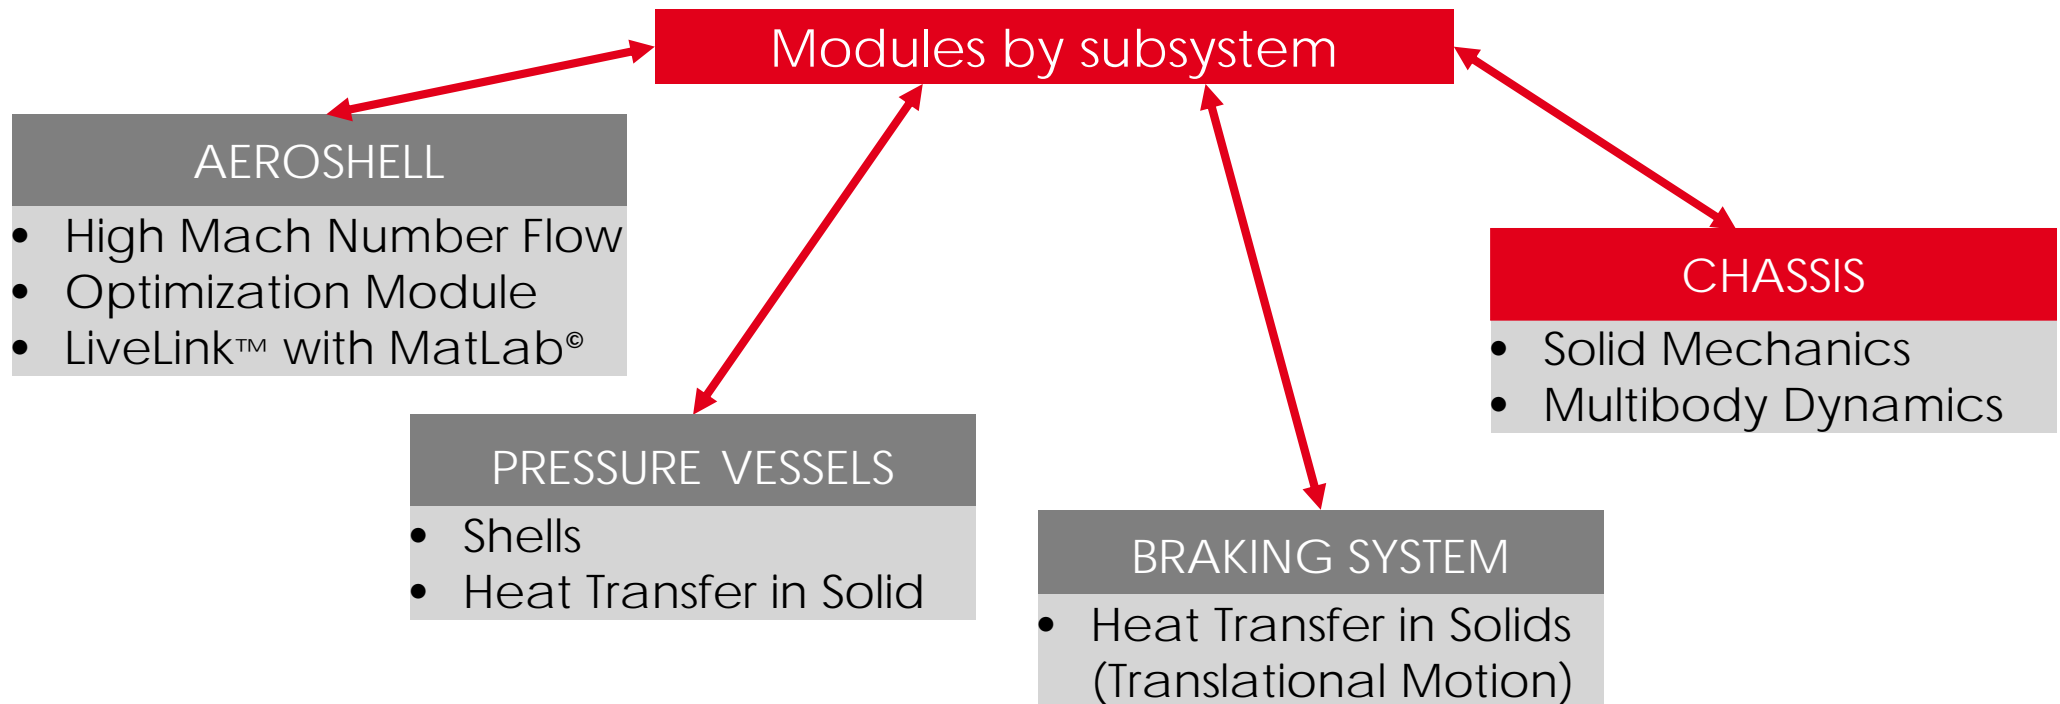 Modules by subsystem
AEROSHELL
• High Mach Number Flow
• Optimization Module
• LiveLink™ with MatLab©
PRESSURE VESSELS
• Shells
• Heat Transfer in Solid
BRAKING SYSTEM
• Heat Transfer in Solids
(Translational Motion)
CHASSIS
• Solid Mechanics
• Multibody Dynamics